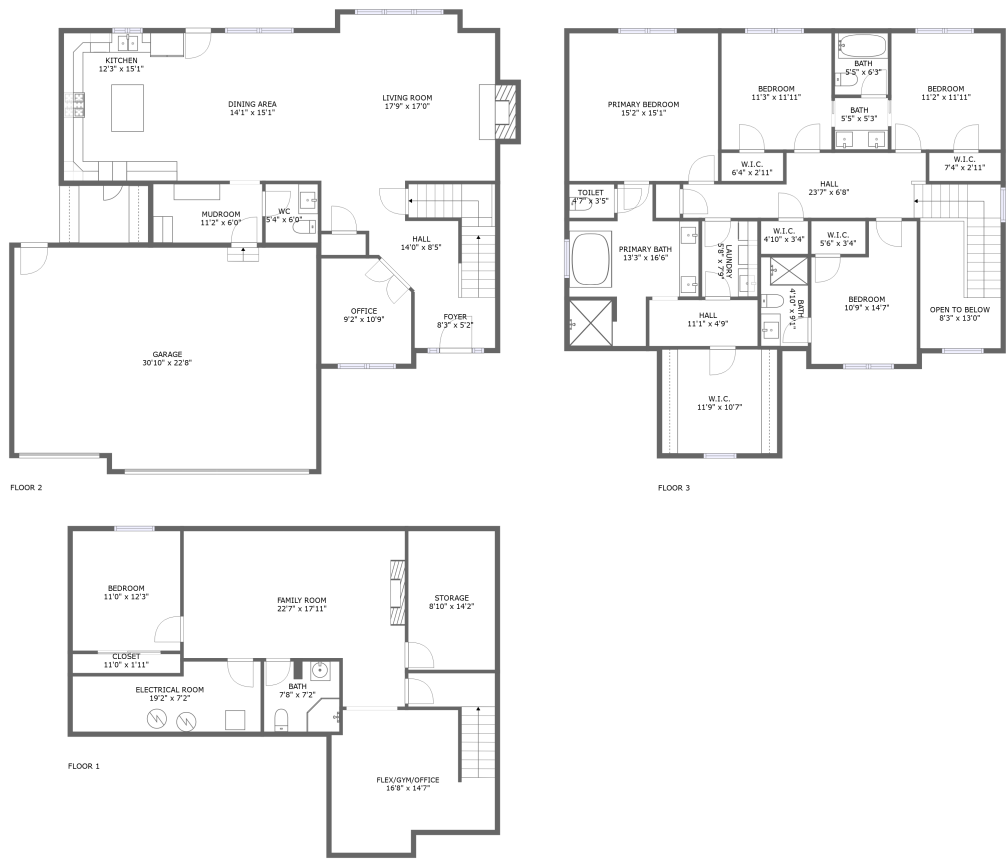 KITCHEN
12'3" x 15'1"
DINING AREA
14'1" x 15'1"
LIVING ROOM
17'9" x 17'0"
MUDROOM
11'2" x 6'0"
WC
5'4" x 6'0"
HALL
14'0" x 8'5"
OFFICE
9'2" x 10'9"
FOYER
8'3" x 5'2"
GARAGE
30'10" x 22'8"
FLOOR 2
PRIMARY BEDROOM
15'2" x 15'1"
BEDROOM
11'3" x 11'11"
BATH
5'5" x 6'3"
BATH
5'5" x 5'3"
BEDROOM
11'2" x 11'11"
W.I.C.
6'4" x 2'11"
W.I.C.
7'4" x 2'11"
HALL
23'7" x 6'8"
TOILET
4'7" x 3'5"
PRIMARY BATH
13'3" x 16'6"
LAUNDRY
5'8" x 7'9"
W.I.C.
4'10" x 3'4"
W.I.C.
5'6" x 3'4"
BATH
4'10" x 9'1"
BEDROOM
10'9" x 14'7"
OPEN TO BELOW
8'3" x 13'0"
HALL
11'1" x 4'9"
W.I.C.
11'9" x 10'7"
FLOOR 3
BEDROOM
11'0" x 12'3"
FAMILY ROOM
22'7" x 17'11"
STORAGE
8'10" x 14'2"
CLOSET
11'0" x 1'11"
ELECTRICAL ROOM
19'2" x 7'2"
BATH
7'8" x 7'2"
FLEX/GYM/OFFICE
16'8" x 14'7"
FLOOR 1